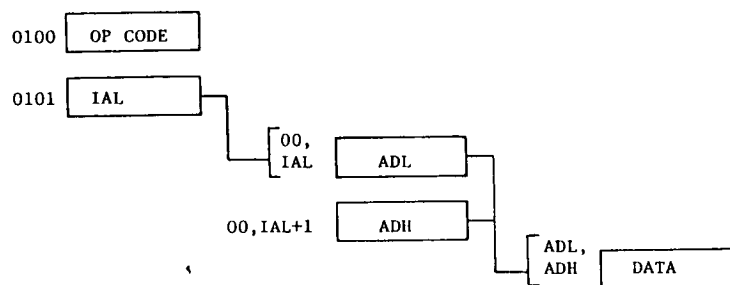 0100 OP CODE
0101 IAL
00,
IAL ADL
00,IAL+1 ADH
ADL,
ADH DATA